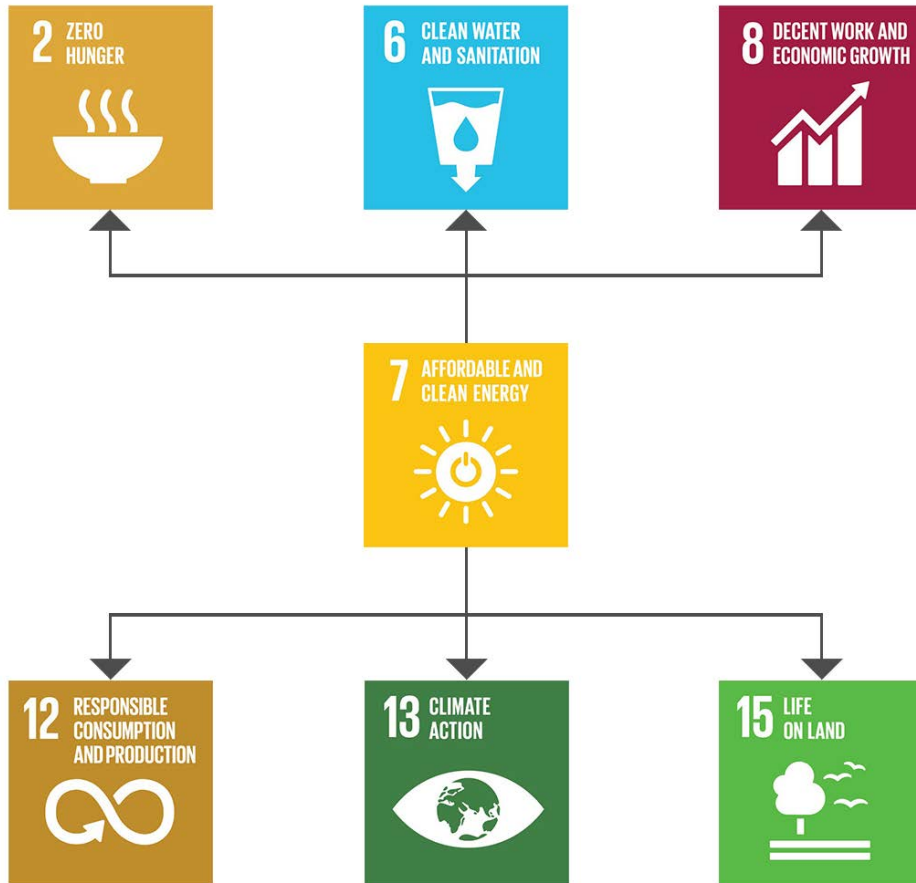 2 ZERO
HUNGER
6 CLEAN WATER
AND SANITATION
8 DECENT WORK AND
ECONOMIC GROWTH
7 AFFORDABLE AND
CLEAN ENERGY
12 RESPONSIBLE
CONSUMPTION
AND PRODUCTION
13 CLIMATE
ACTION
15 LIFE
ON LAND